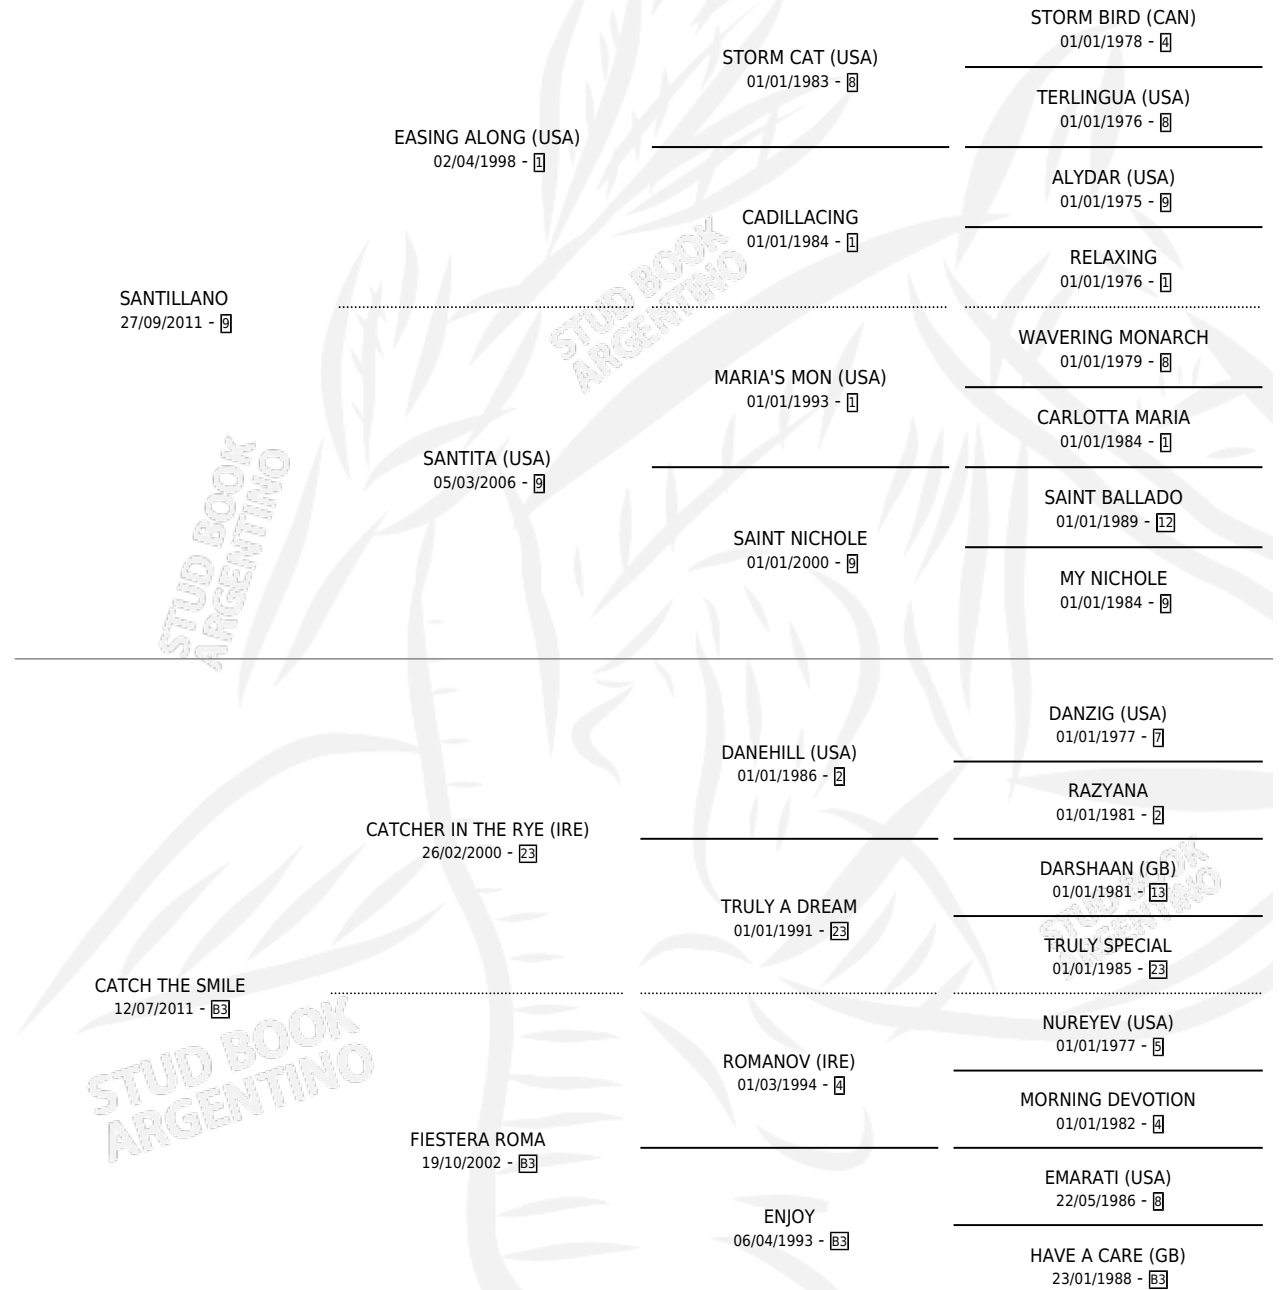 STORM BIRD (CAN)
01/01/1978 - 4
STORM CAT (USA)
01/01/1983 - 8
TERLINGUA (USA)
01/01/1976 - 8
EASING ALONG (USA)
02/04/1998 - 1
ALYDAR (USA)
01/01/1975 - 9
CADILLACING
01/01/1984 - 1
RELAXING
01/01/1976 - 1
SANTILLANO
27/09/2011 - 9
WAVERING MONARCH
01/01/1979 - 8
MARIA'S MON (USA)
01/01/1993 - 1
CARLOTTA MARIA
01/01/1984 - 1
SANTITA (USA)
05/03/2006 - 9
SAINT BALLADO
01/01/1989 - 12
SAINT NICHOLE
01/01/2000 - 9
MY NICHOLE
01/01/1984 - 9
DANZIG (USA)
01/01/1977 - 7
DANEHILL (USA)
01/01/1986 - 2
RAZYANA
01/01/1981 - 2
CATCHER IN THE RYE (IRE)
26/02/2000 - 23
DARSHAAN (GB)
01/01/1981 - 13
TRULY A DREAM
01/01/1991 - 23
TRULY SPECIAL
01/01/1985 - 23
CATCH THE SMILE
12/07/2011 - B3
NUREYEV (USA)
01/01/1977 - 5
ROMANOV (IRE)
01/03/1994 - 4
MORNING DEVOTION
01/01/1982 - 4
FIESTERA ROMA
19/10/2002 - B3
EMARATI (USA)
22/05/1986 - 8
ENJOY
06/04/1993 - B3
HAVE A CARE (GB)
23/01/1988 - B3
STUD BOOK
ARGENTINO
STUD BOOK
ARGENTINO
STUD BOOK
ARGENTINO
STUD BOOK
ARGENTINO